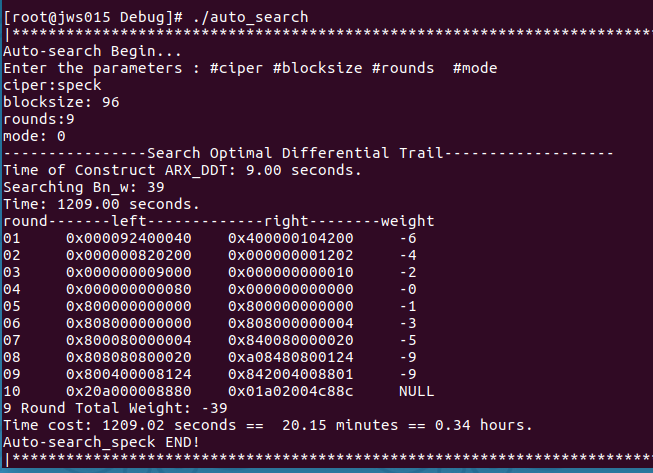 [root@jws015 Debug]# ./auto_search
|****************************************************************************
Auto-search Begin...
Enter the parameters : #ciper #blocksize #rounds  #mode
ciper:speck
blocksize: 96
rounds:9
mode: 0
----------------Search Optimal Differential Trail-------------------
Time of Construct ARX_DDT: 9.00 seconds.
Searching Bn_w: 39
Time: 1209.00 seconds.
round-------left-------------right--------weight
01     0x000092400040    0x400000104200     -6
02     0x000000820200    0x000000001202     -4
03     0x000000009000    0x000000000010     -2
04     0x000000000080    0x000000000000     -0
05     0x800000000000    0x800000000000     -1
06     0x808000000000    0x808000000004     -3
07     0x800080000004    0x840080000020     -5
08     0x808080800020    0xa08480800124     -9
09     0x800400008124    0x842004008801     -9
10     0x20a000008880    0x01a02004c88c     NULL
9 Round Total Weight: -39
Time cost: 1209.02 seconds ==  20.15 minutes == 0.34 hours.
Auto-search_speck END!
|****************************************************************************